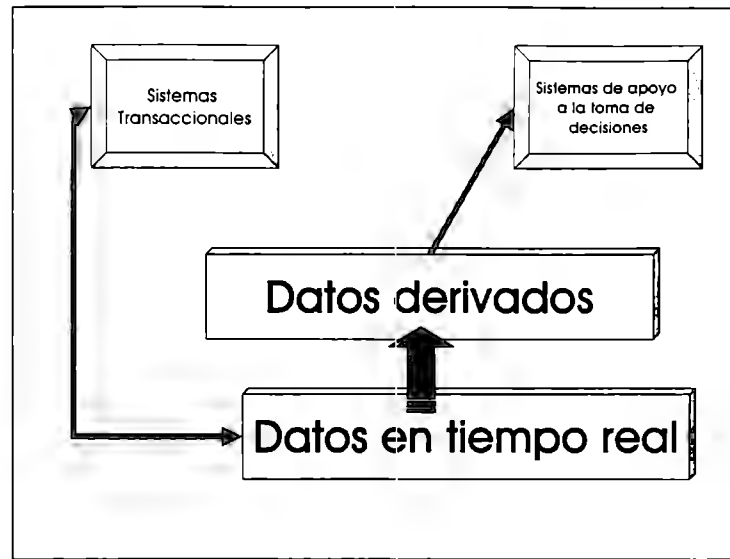 Sistemas
Transaccionales
Sistemas de apoyo
a la toma de
decisiones
Datos derivados
Datos en tiempo real